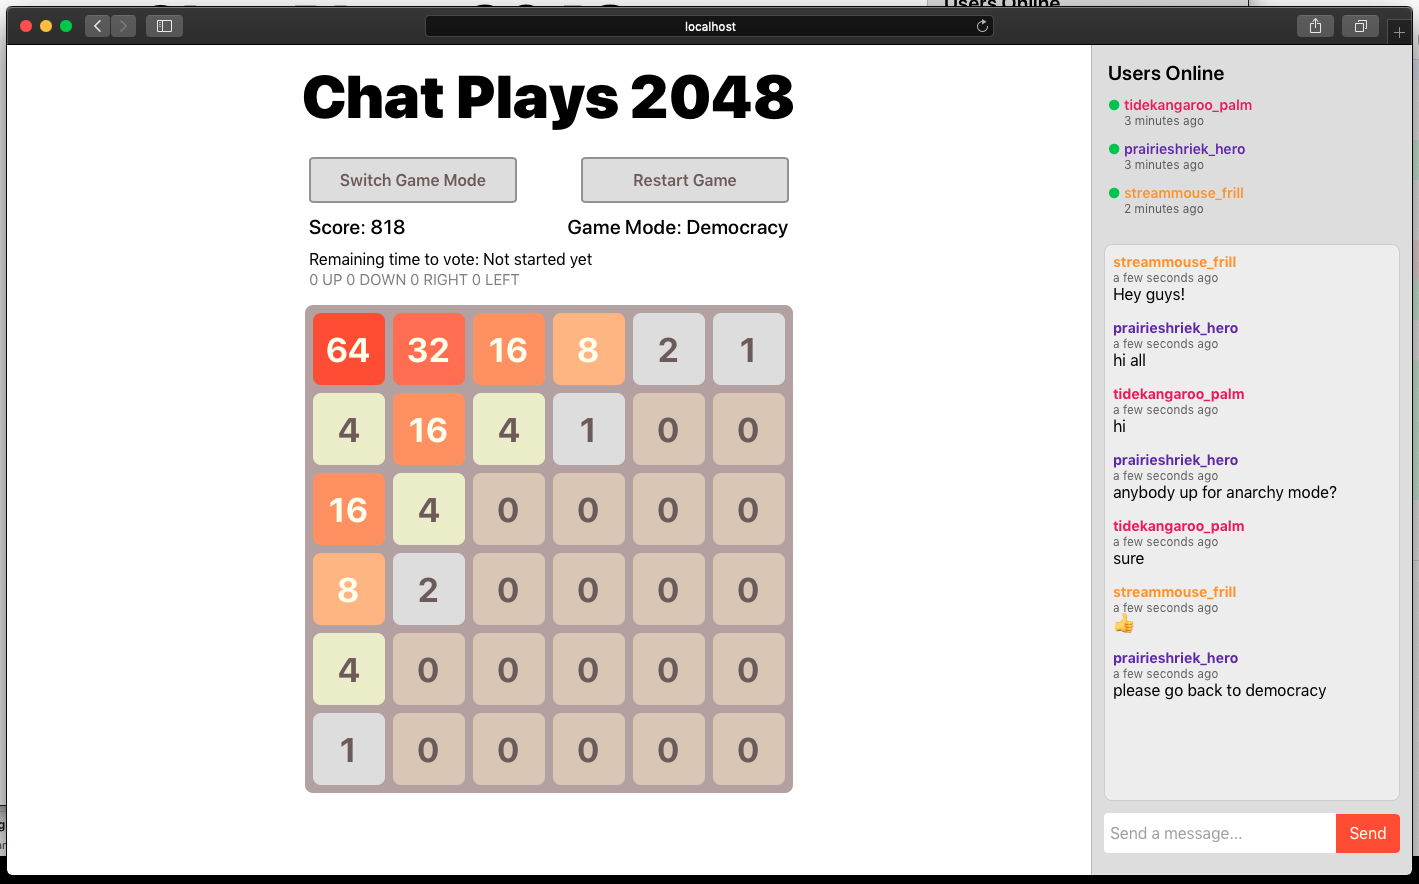 Users Online
localhost
Chat Plays 2048
Switch Game Mode
Restart Game
Score: 818
Game Mode: Democracy
Remaining time to vote: Not started yet
0 UP 0 DOWN 0 RIGHT 0 LEFT
64 32 16 8 2 1
4 16 4 1 0 0
16 4 0 0 0 0
8 2 0 0 0 0
4 0 0 0 0 0
1 0 0 0 0 0
Users Online
tidekangaroo_palm
3 minutes ago
prairieshriek_hero
3 minutes ago
streammouse_frill
2 minutes ago
streammouse_frill
a few seconds ago
Hey guys!
prairieshriek_hero
a few seconds ago
hi all
tidekangaroo_palm
a few seconds ago
hi
prairieshriek_hero
a few seconds ago
anybody up for anarchy mode?
tidekangaroo_palm
a few seconds ago
sure
streammouse_frill
a few seconds ago
👍
prairieshriek_hero
a few seconds ago
please go back to democracy
Send a message...
Send